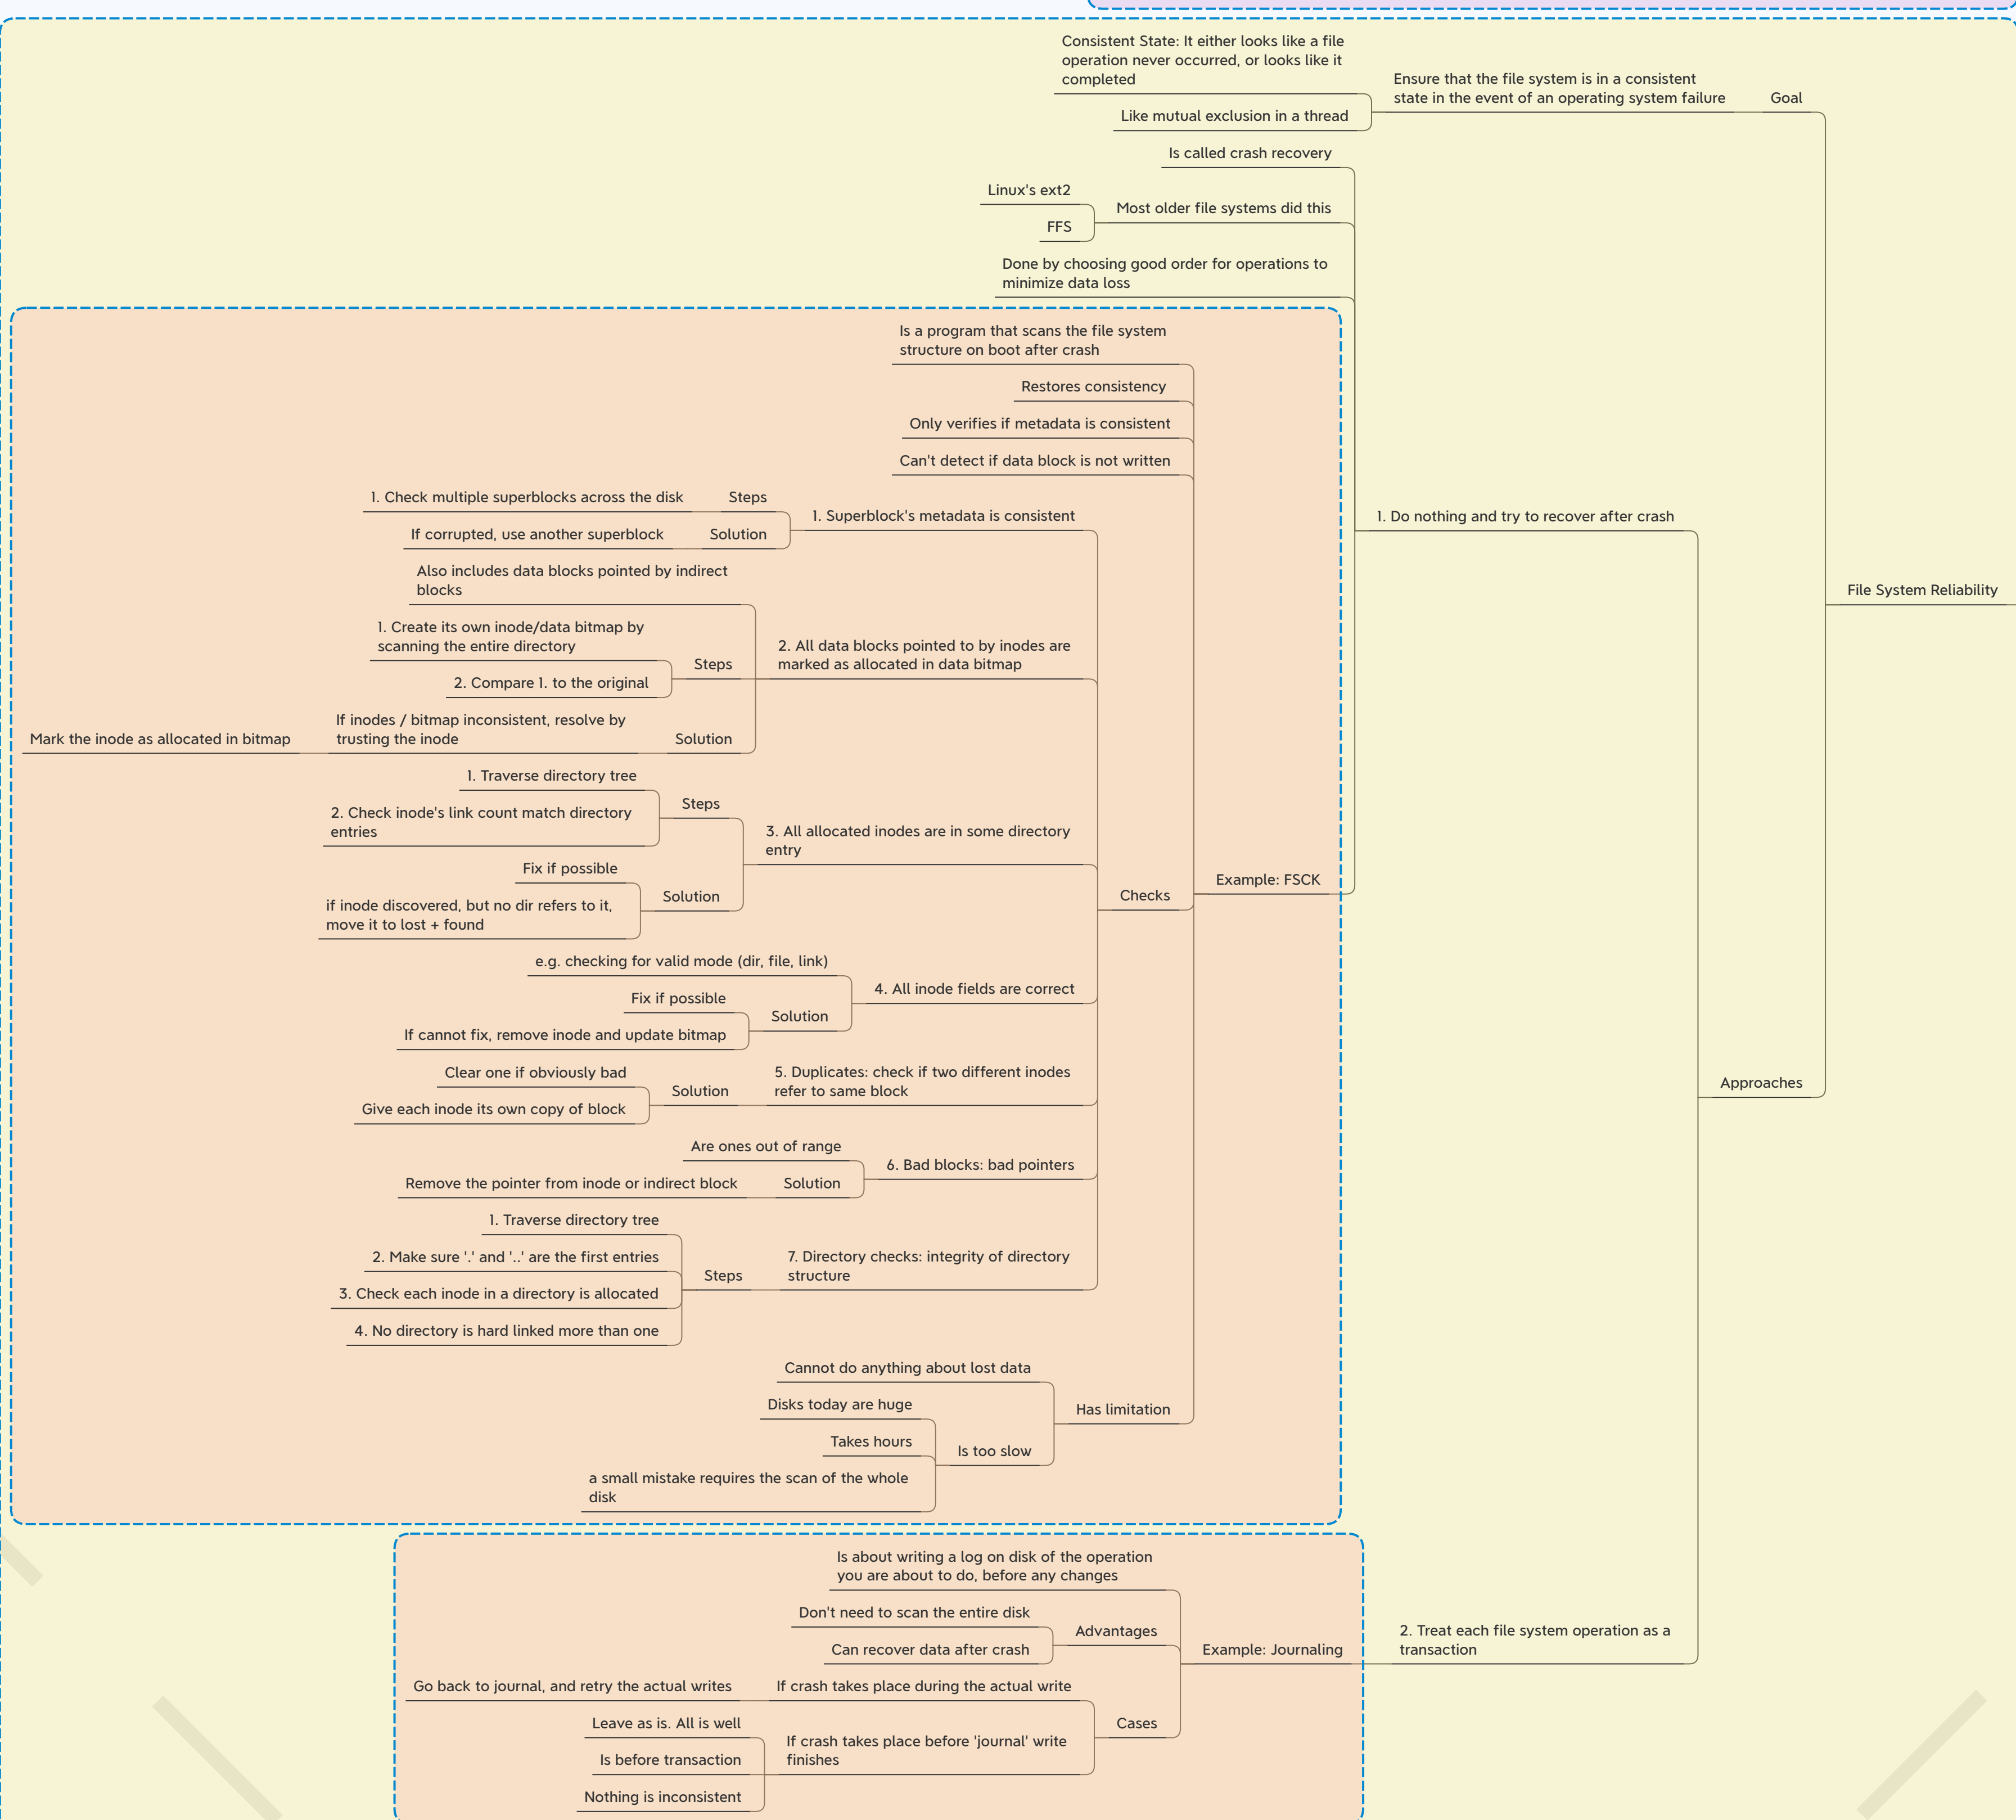 File System Reliability
Goal
Ensure that the file system is in a consistent
state in the event of an operating system failure
Consistent State: It either looks like a file
operation never occurred, or looks like it
completed
Like mutual exclusion in a thread
Approaches
1. Do nothing and try to recover after crash
Is called crash recovery
Most older file systems did this
Linux's ext2
FFS
Done by choosing good order for operations to
minimize data loss
Example: FSCK
Is a program that scans the file system
structure on boot after crash
Restores consistency
Only verifies if metadata is consistent
Can't detect if data block is not written
Checks
1. Superblock's metadata is consistent
Steps
1. Check multiple superblocks across the disk
Solution
If corrupted, use another superblock
2. All data blocks pointed to by inodes are
marked as allocated in data bitmap
Also includes data blocks pointed by indirect
blocks
Steps
1. Create its own inode/data bitmap by
scanning the entire directory
2. Compare 1. to the original
Solution
If inodes / bitmap inconsistent, resolve by
trusting the inode
Mark the inode as allocated in bitmap
3. All allocated inodes are in some directory
entry
Steps
1. Traverse directory tree
2. Check inode's link count match directory
entries
Solution
Fix if possible
if inode discovered, but no dir refers to it,
move it to lost + found
4. All inode fields are correct
e.g. checking for valid mode (dir, file, link)
Solution
Fix if possible
If cannot fix, remove inode and update bitmap
5. Duplicates: check if two different inodes
refer to same block
Solution
Clear one if obviously bad
Give each inode its own copy of block
6. Bad blocks: bad pointers
Are ones out of range
Solution
Remove the pointer from inode or indirect block
7. Directory checks: integrity of directory
structure
Steps
1. Traverse directory tree
2. Make sure '.' and '..' are the first entries
3. Check each inode in a directory is allocated
4. No directory is hard linked more than one
Has limitation
Cannot do anything about lost data
Is too slow
Disks today are huge
Takes hours
a small mistake requires the scan of the whole
disk
2. Treat each file system operation as a
transaction
Example: Journaling
Is about writing a log on disk of the operation
you are about to do, before any changes
Advantages
Don't need to scan the entire disk
Can recover data after crash
Cases
If crash takes place during the actual write
Go back to journal, and retry the actual writes
If crash takes place before 'journal' write
finishes
Leave as is. All is well
Is before transaction
Nothing is inconsistent